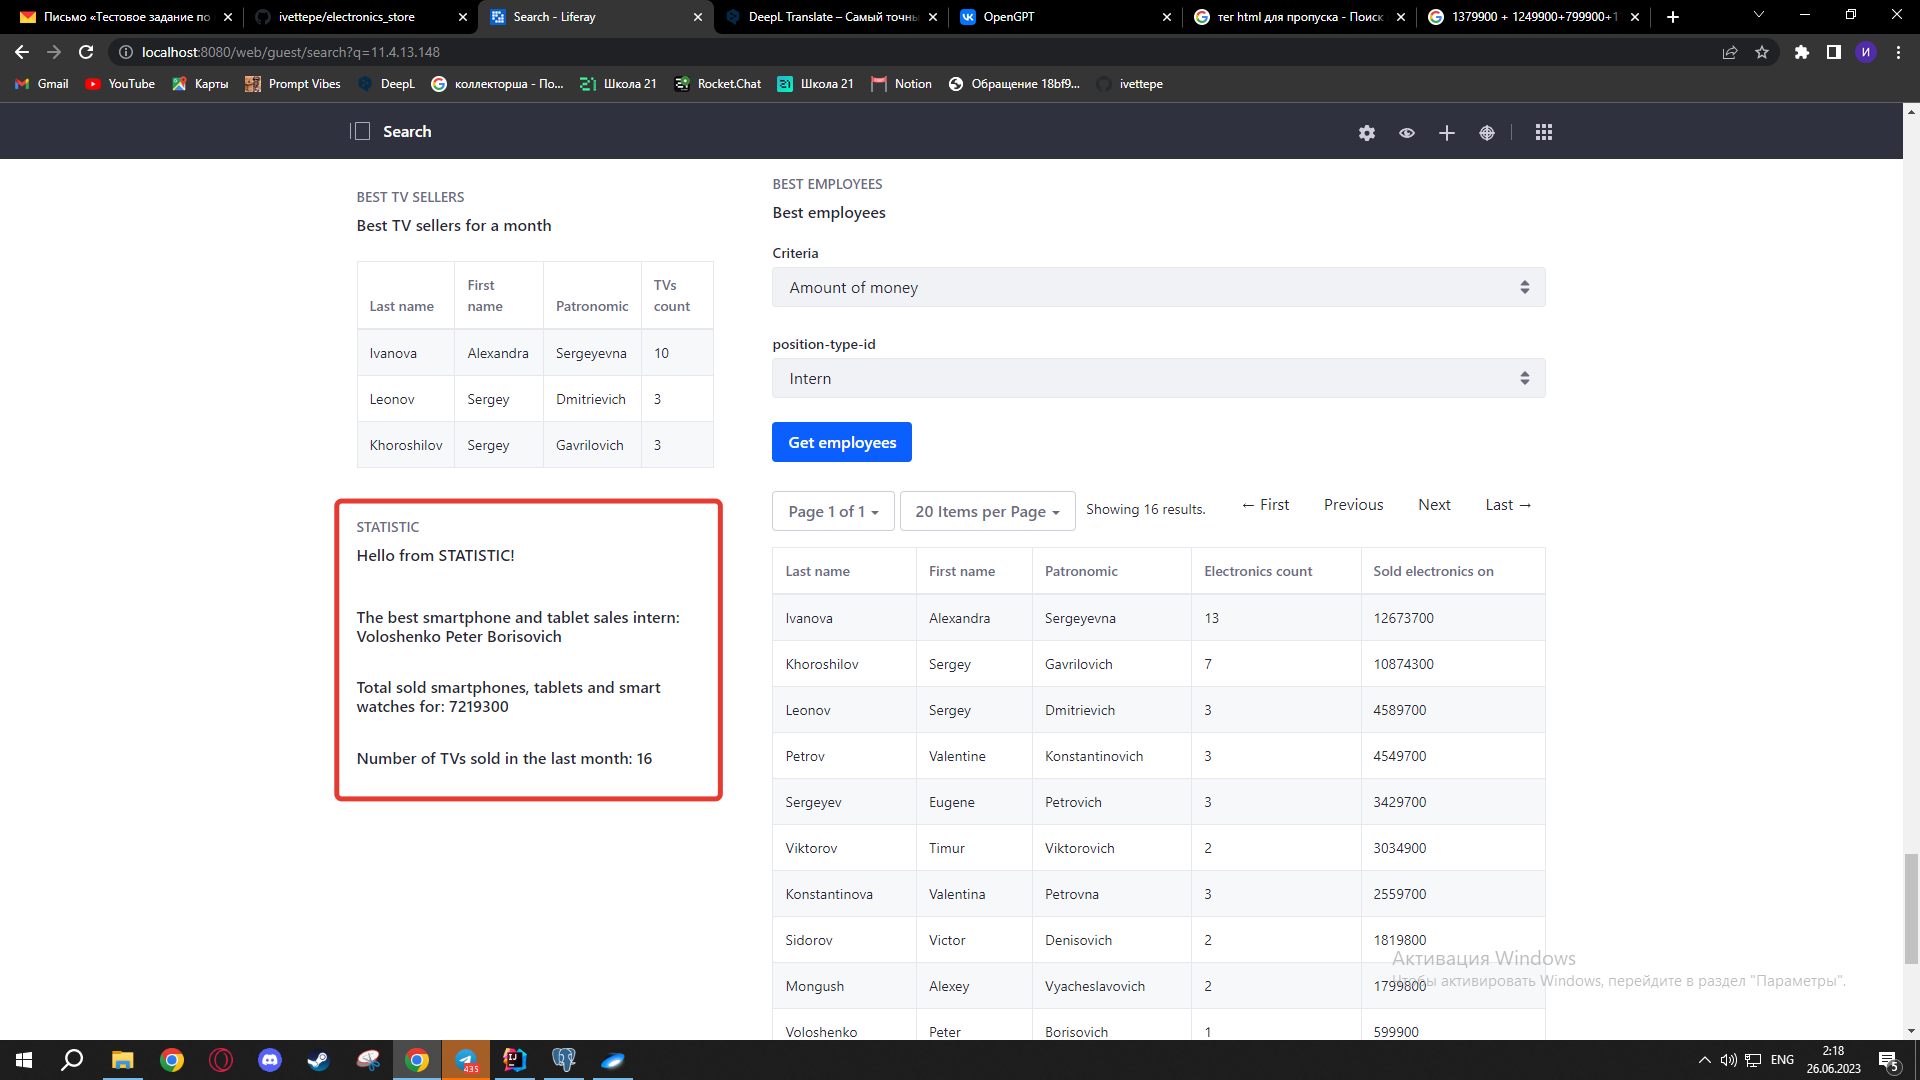 Письмо «Тестовое задание по
ivettepe/electronics_store
Search - Liferay
DeepL Translate – Самый точны
OpenGPT
тег html для пропуска - Поиск
1379900 + 1249900+799900+1
localhost:8080/web/guest/search?q=11.4.13.148
И
Gmail
YouTube
Карты
Prompt Vibes
DeepL
коллекторша - По...
Школа 21
Rocket.Chat
Школа 21
Notion
Обращение 18bf9...
ivettepe
Search
BEST TV SELLERS
Best TV sellers for a month
Last name First name Patronomic TVs count
Ivanova Alexandra Sergeyevna 10
Leonov Sergey Dmitrievich 3
Khoroshilov Sergey Gavrilovich 3
STATISTIC
Hello from STATISTIC!
The best smartphone and tablet sales intern:
Voloshenko Peter Borisovich
Total sold smartphones, tablets and smart
watches for: 7219300
Number of TVs sold in the last month: 16
BEST EMPLOYEES
Best employees
Criteria
Amount of money
position-type-id
Intern
Get employees
Page 1 of 1 20 Items per Page Showing 16 results. ← First Previous Next Last →
Last name First name Patronomic Electronics count Sold electronics on
Ivanova Alexandra Sergeyevna 13 12673700
Khoroshilov Sergey Gavrilovich 7 10874300
Leonov Sergey Dmitrievich 3 4589700
Petrov Valentine Konstantinovich 3 4549700
Sergeyev Eugene Petrovich 3 3429700
Viktorov Timur Viktorovich 2 3034900
Konstantinova Valentina Petrovna 3 2559700
Sidorov Victor Denisovich 2 1819800
Mongush Alexey Vyacheslavovich 2 1799800
Voloshenko Peter Borisovich 1 599900
Активация Windows
Чтобы активировать Windows, перейдите в раздел "Параметры".
435
ENG
2:18
26.06.2023
5